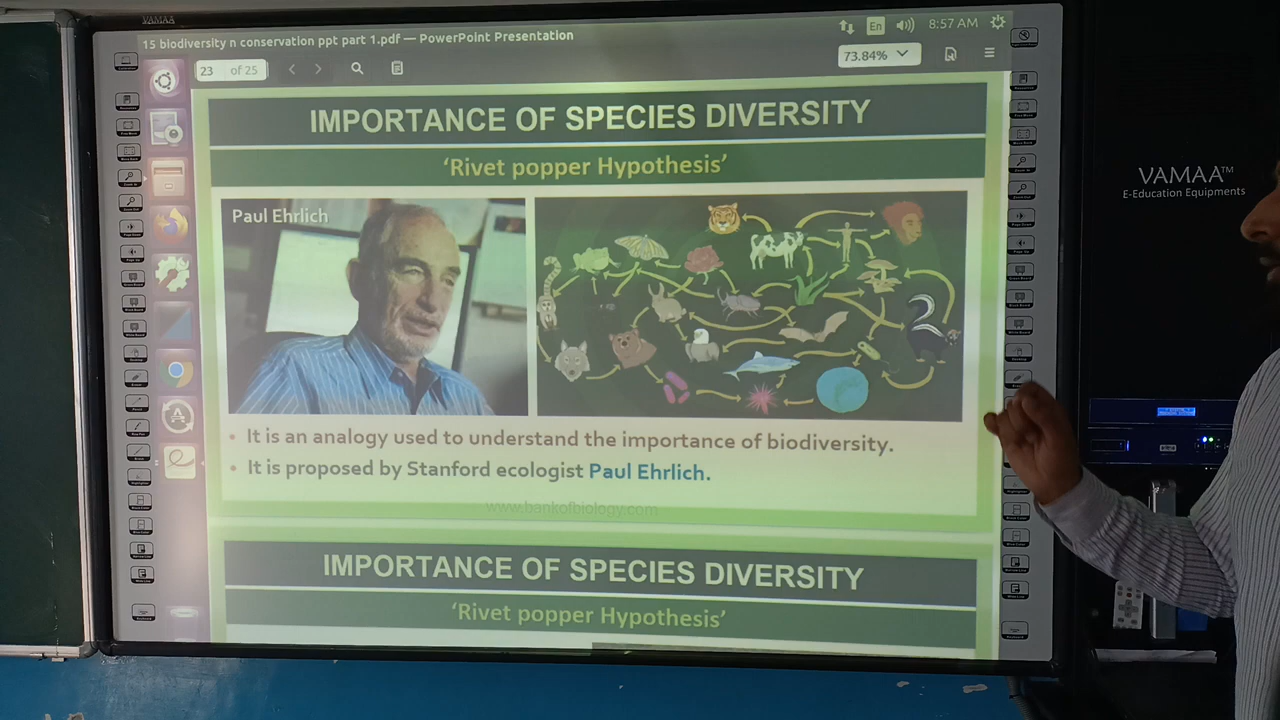 VAMAA
15 biodiversity n conservation ppt part 1.pdf — PowerPoint Presentation
En
8:57 AM
23 of 25
73.84%
IMPORTANCE OF SPECIES DIVERSITY
‘Rivet popper Hypothesis’
Paul Ehrlich
• It is an analogy used to understand the importance of biodiversity.
• It is proposed by Stanford ecologist Paul Ehrlich.
www.bankofbiology.com
IMPORTANCE OF SPECIES DIVERSITY
‘Rivet popper Hypothesis’
VAMAA™
E-Education Equipments